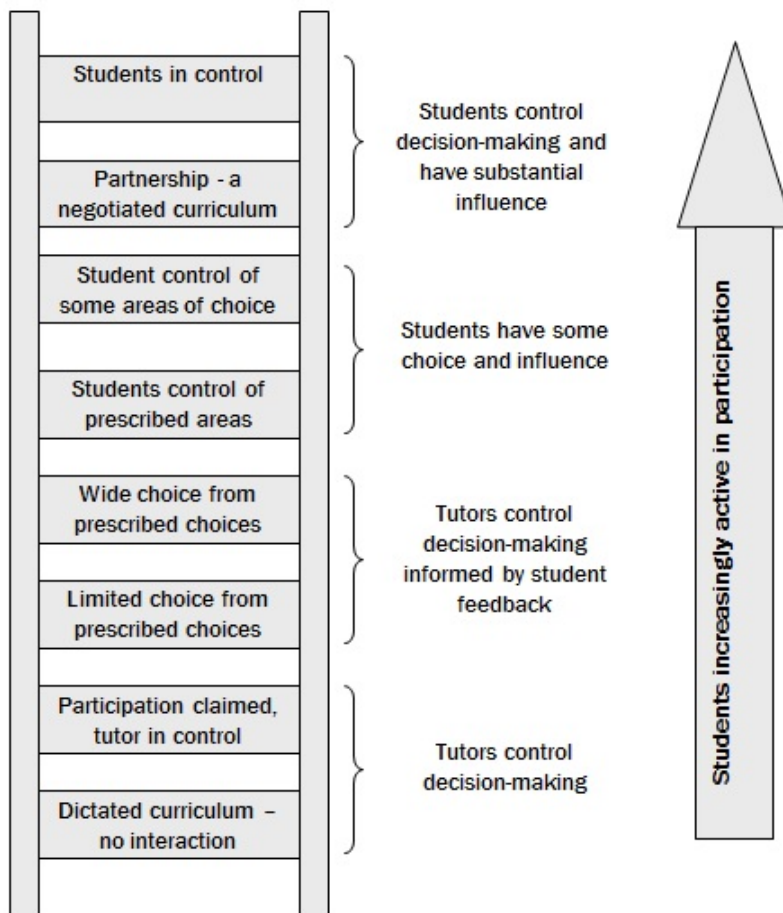 Students in control
Partnership - a
negotiated curriculum
Students control
decision-making and
have substantial
influence
Student control of
some areas of choice
Students control of
prescribed areas
Students have some
choice and influence
Wide choice from
prescribed choices
Limited choice from
prescribed choices
Tutors control
decision-making
informed by student
feedback
Participation claimed,
tutor in control
Dictated curriculum –
no interaction
Tutors control
decision-making
Students increasingly active in participation